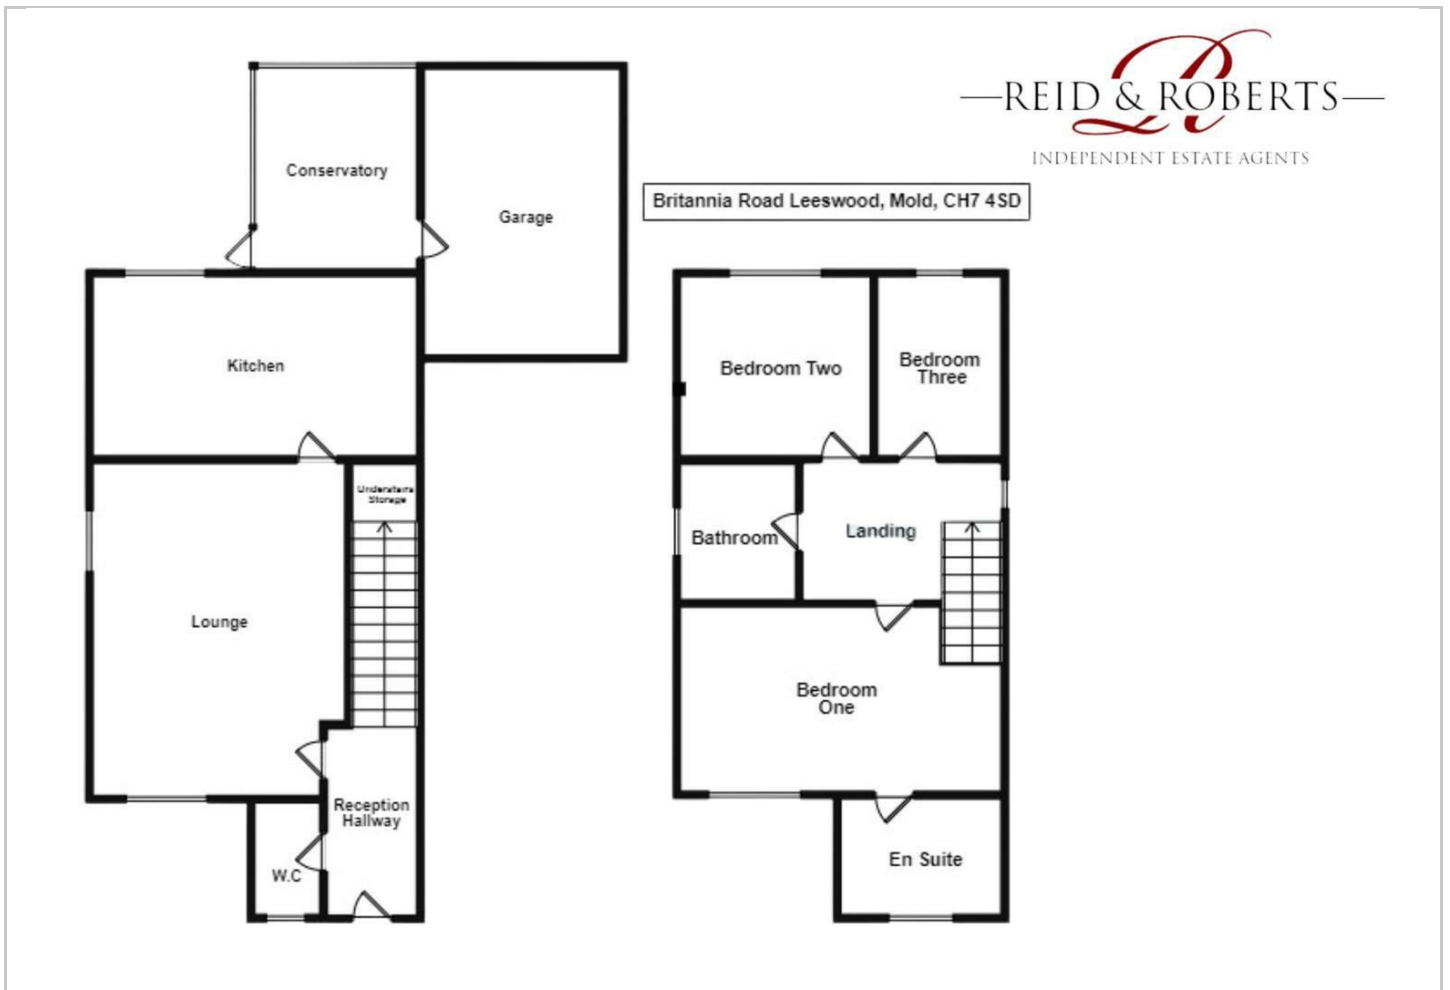 REID & ROBERTS
INDEPENDENT ESTATE AGENTS
Britannia Road Leeswood, Mold, CH7 4SD
Conservatory
Garage
Kitchen
Understairs
Storage
Lounge
Reception
Hallway
W.C
Bedroom Two
Bedroom
Three
Bathroom
Landing
Bedroom
One
En Suite